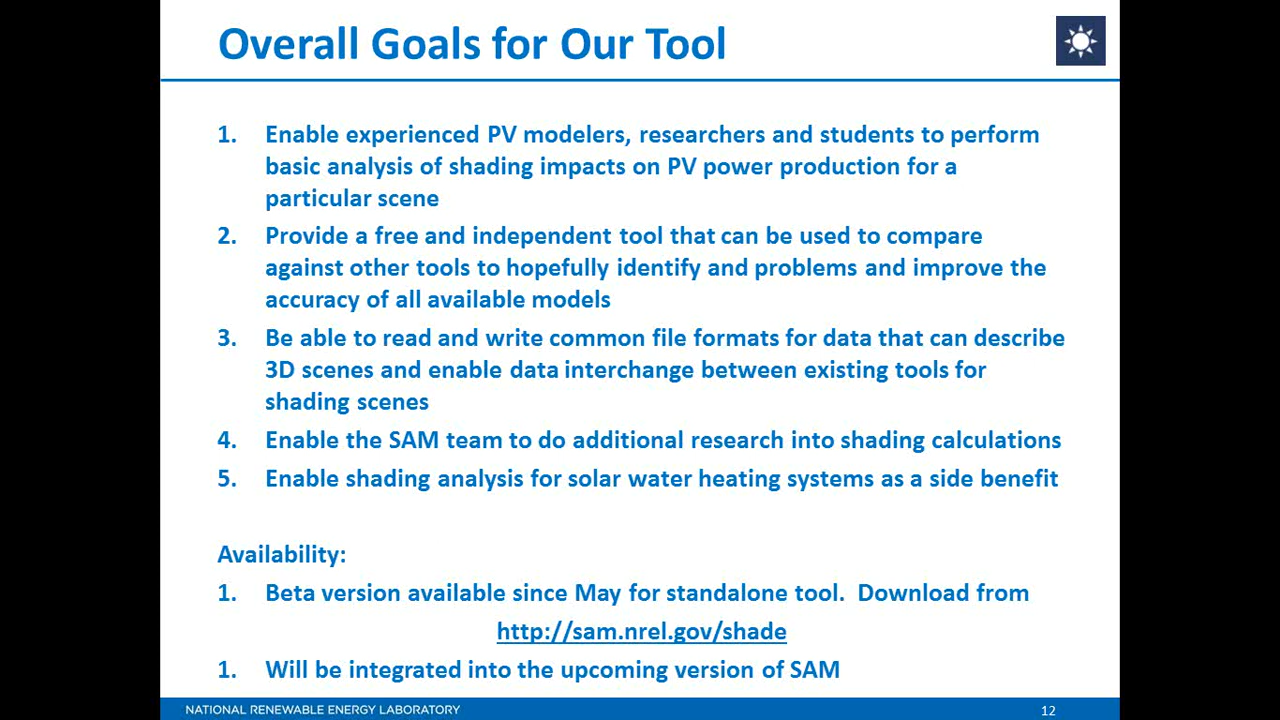 Overall Goals for Our Tool
1. Enable experienced PV modelers, researchers and students to perform
basic analysis of shading impacts on PV power production for a
particular scene
2. Provide a free and independent tool that can be used to compare
against other tools to hopefully identify and problems and improve the
accuracy of all available models
3. Be able to read and write common file formats for data that can describe
3D scenes and enable data interchange between existing tools for
shading scenes
4. Enable the SAM team to do additional research into shading calculations
5. Enable shading analysis for solar water heating systems as a side benefit
Availability:
1. Beta version available since May for standalone tool. Download from
http://sam.nrel.gov/shade
1. Will be integrated into the upcoming version of SAM
NATIONAL RENEWABLE ENERGY LABORATORY
12